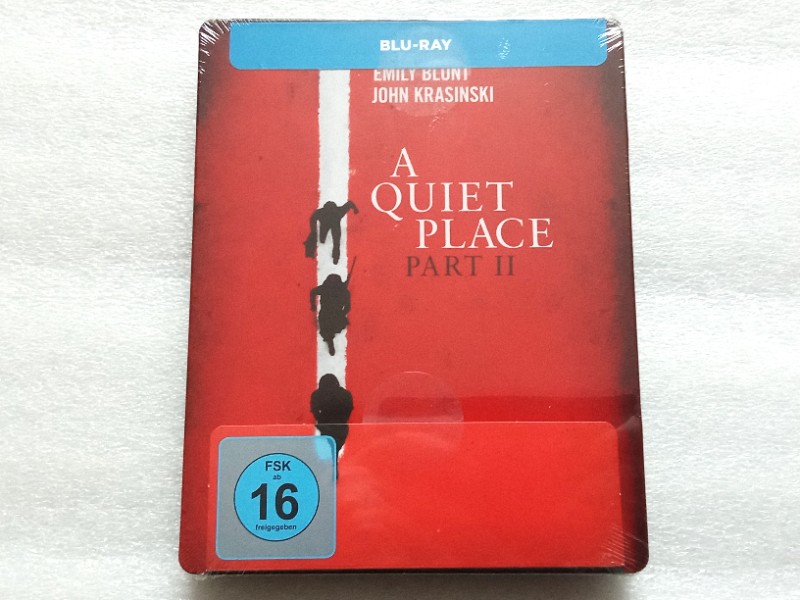 BLU-RAY
EMILY BLUNT
JOHN KRASINSKI
A
QUIET
PLACE
PART II
FSK
ab
16
freigegeben